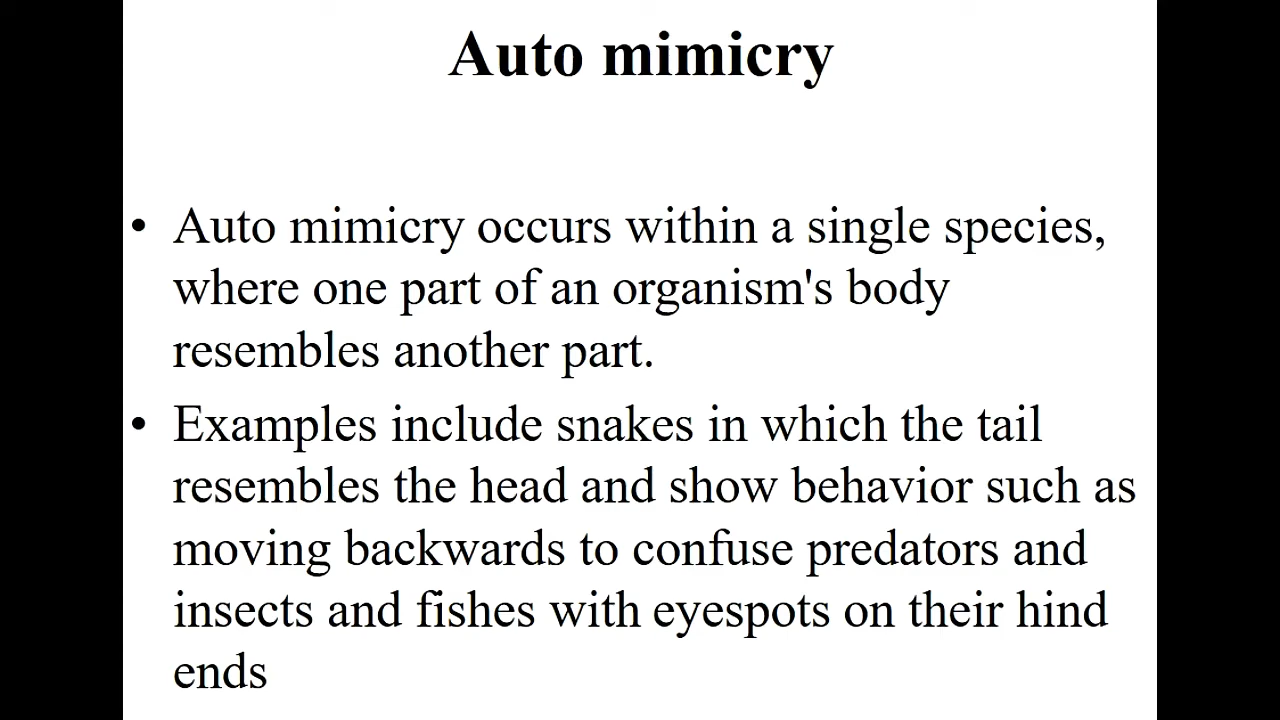 Auto mimicry
• Auto mimicry occurs within a single species,
where one part of an organism's body
resembles another part.
• Examples include snakes in which the tail
resembles the head and show behavior such as
moving backwards to confuse predators and
insects and fishes with eyespots on their hind
ends